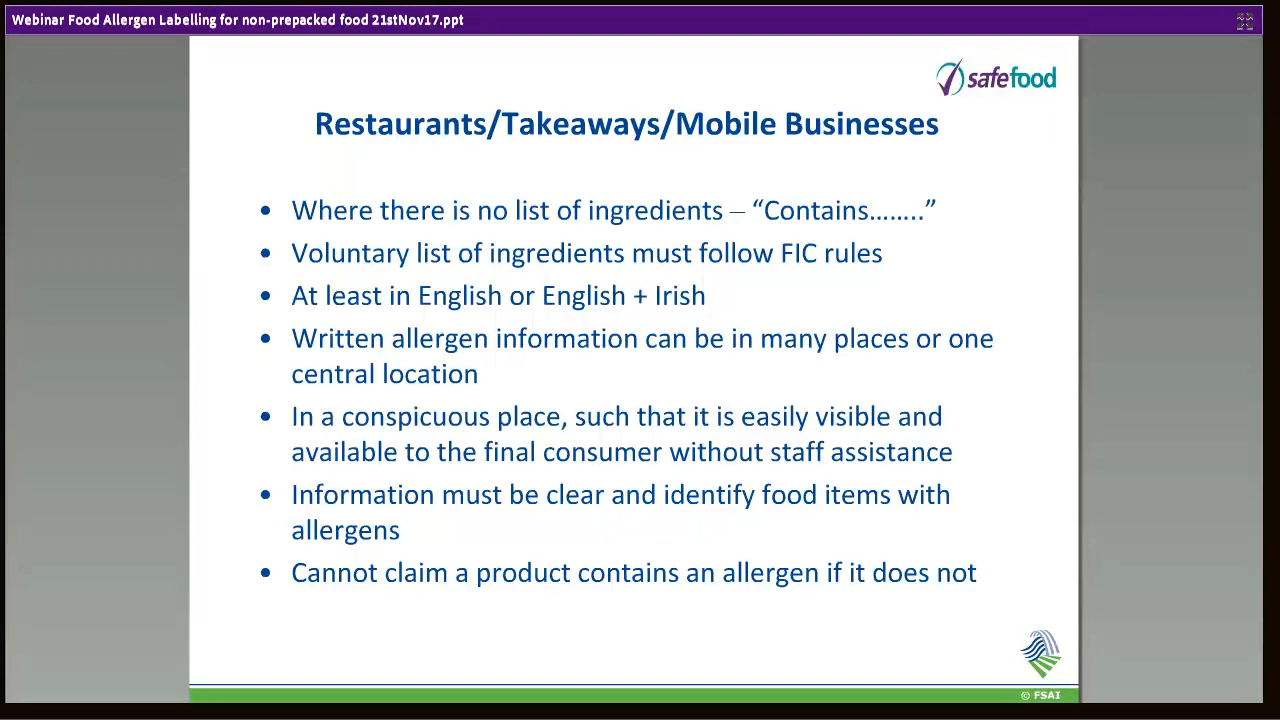 Webinar Food Allergen Labelling for non-prepacked food 21stNov17.ppt
safefood
Restaurants/Takeaways/Mobile Businesses
• Where there is no list of ingredients – “Contains……..”
• Voluntary list of ingredients must follow FIC rules
• At least in English or English + Irish
• Written allergen information can be in many places or one
central location
• In a conspicuous place, such that it is easily visible and
available to the final consumer without staff assistance
• Information must be clear and identify food items with
allergens
• Cannot claim a product contains an allergen if it does not
© FSAI